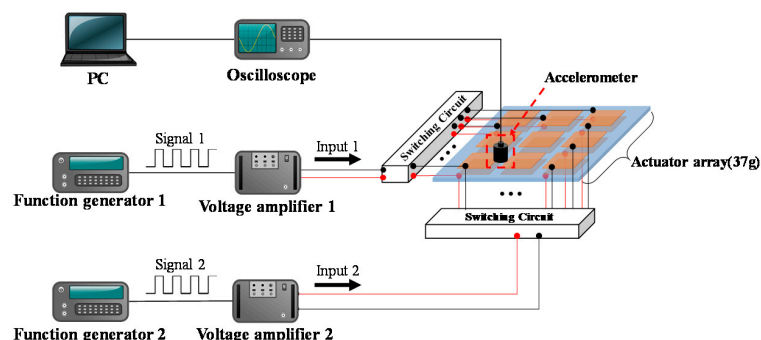 PC
Oscilloscope
Accelerometer
Switching Circuit
Signal 1
Input 1
Function generator 1
Voltage amplifier 1
Actuator array(37g)
Switching Circuit
Signal 2
Input 2
Function generator 2
Voltage amplifier 2